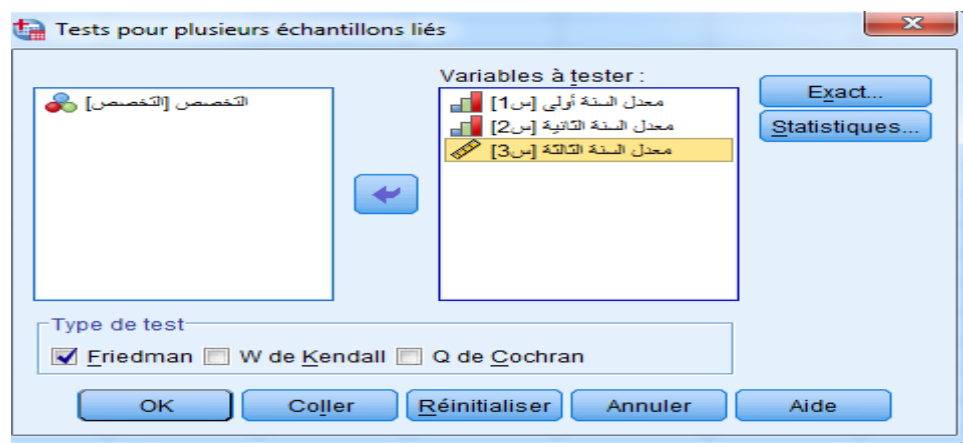 Tests pour plusieurs échantillons liés
Variables à tester :
التخصص [التخصص]
معدل السنة أولى [س1]
معدل السنة الثانية [س2]
معدل السنة الثالثة [س3]
Exact...
Statistiques...
Type de test
Friedman
W de Kendall
Q de Cochran
OK
Coller
Réinitialiser
Annuler
Aide